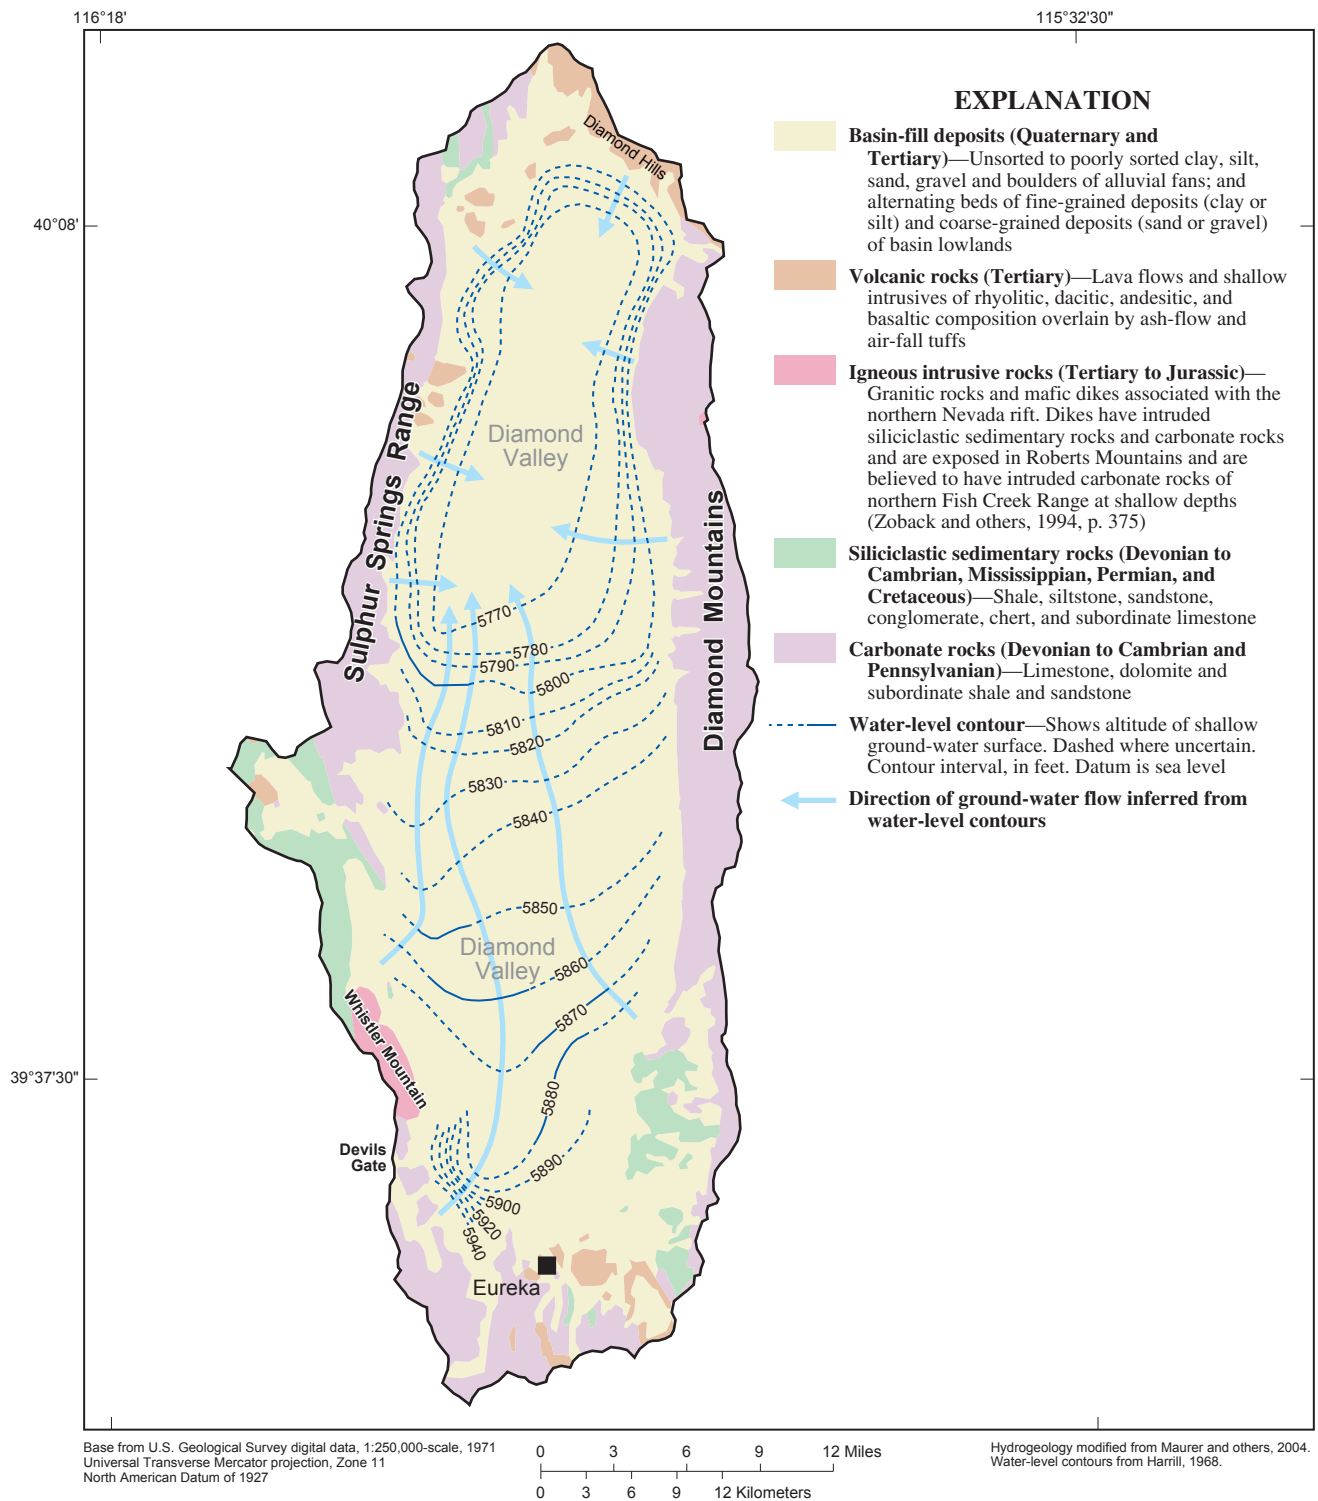 116°18'
115°32'30"
40°08'
39°37'30"
EXPLANATION
Basin-fill deposits (Quaternary and
Tertiary)—Unsorted to poorly sorted clay, silt,
sand, gravel and boulders of alluvial fans; and
alternating beds of fine-grained deposits (clay or
silt) and coarse-grained deposits (sand or gravel)
of basin lowlands
Volcanic rocks (Tertiary)—Lava flows and shallow
intrusives of rhyolitic, dacitic, andesitic, and
basaltic composition overlain by ash-flow and
air-fall tuffs
Igneous intrusive rocks (Tertiary to Jurassic)—
Granitic rocks and mafic dikes associated with the
northern Nevada rift. Dikes have intruded
siliciclastic sedimentary rocks and carbonate rocks
and are exposed in Roberts Mountains and are
believed to have intruded carbonate rocks of
northern Fish Creek Range at shallow depths
(Zoback and others, 1994, p. 375)
Siliciclastic sedimentary rocks (Devonian to
Cambrian, Mississippian, Permian, and
Cretaceous)—Shale, siltstone, sandstone,
conglomerate, chert, and subordinate limestone
Carbonate rocks (Devonian to Cambrian and
Pennsylvanian)—Limestone, dolomite and
subordinate shale and sandstone
Water-level contour—Shows altitude of shallow
ground-water surface. Dashed where uncertain.
Contour interval, in feet. Datum is sea level
Direction of ground-water flow inferred from
water-level contours
Diamond Hills
Sulphur Springs Range
Diamond
Valley
Diamond Mountains
5770
5780
5790
5800
5810
5820
5830
5840
5850
Diamond
Valley
5860
5870
Whistler Mountain
5880
Devils
Gate
5890
5900
5920
5940
Eureka
Base from U.S. Geological Survey digital data, 1:250,000-scale, 1971
Universal Transverse Mercator projection, Zone 11
North American Datum of 1927
0 3 6 9 12 Miles
0 3 6 9 12 Kilometers
Hydrogeology modified from Maurer and others, 2004.
Water-level contours from Harrill, 1968.